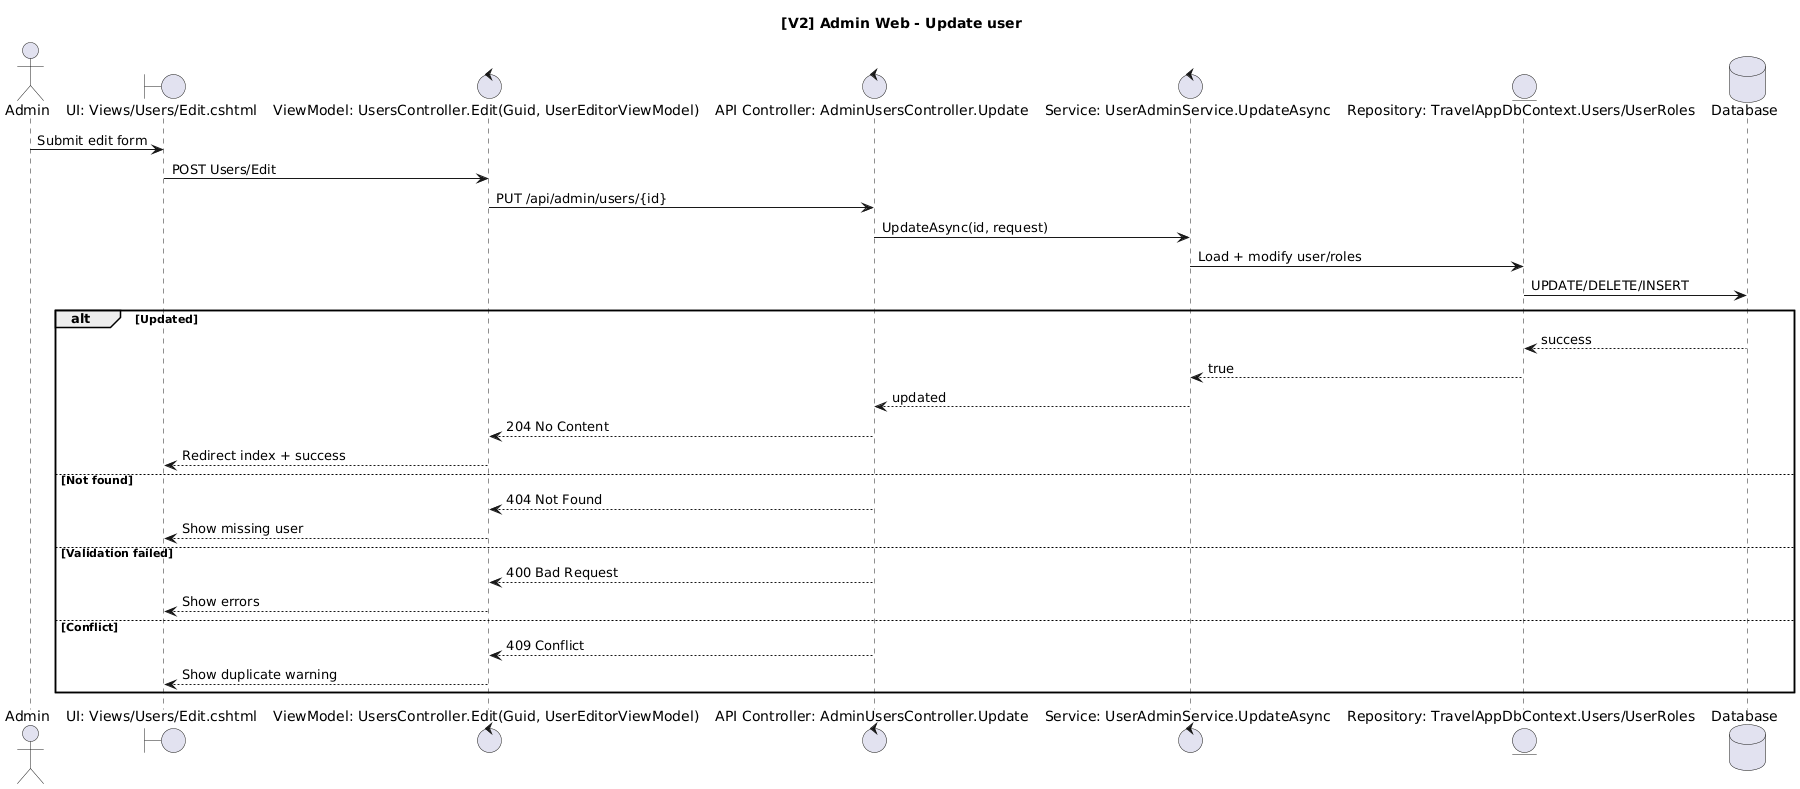 [V2] Admin Web - Update user
Admin
UI: Views/Users/Edit.cshtml
ViewModel: UsersController.Edit(Guid, UserEditorViewModel)
API Controller: AdminUsersController.Update
Service: UserAdminService.UpdateAsync
Repository: TravelAppDbContext.Users/UserRoles
Database
Submit edit form
POST Users/Edit
PUT /api/admin/users/{id}
UpdateAsync(id, request)
Load + modify user/roles
UPDATE/DELETE/INSERT
alt
[Updated]
success
true
updated
204 No Content
Redirect index + success
[Not found]
404 Not Found
Show missing user
[Validation failed]
400 Bad Request
Show errors
[Conflict]
409 Conflict
Show duplicate warning
Admin
UI: Views/Users/Edit.cshtml
ViewModel: UsersController.Edit(Guid, UserEditorViewModel)
API Controller: AdminUsersController.Update
Service: UserAdminService.UpdateAsync
Repository: TravelAppDbContext.Users/UserRoles
Database